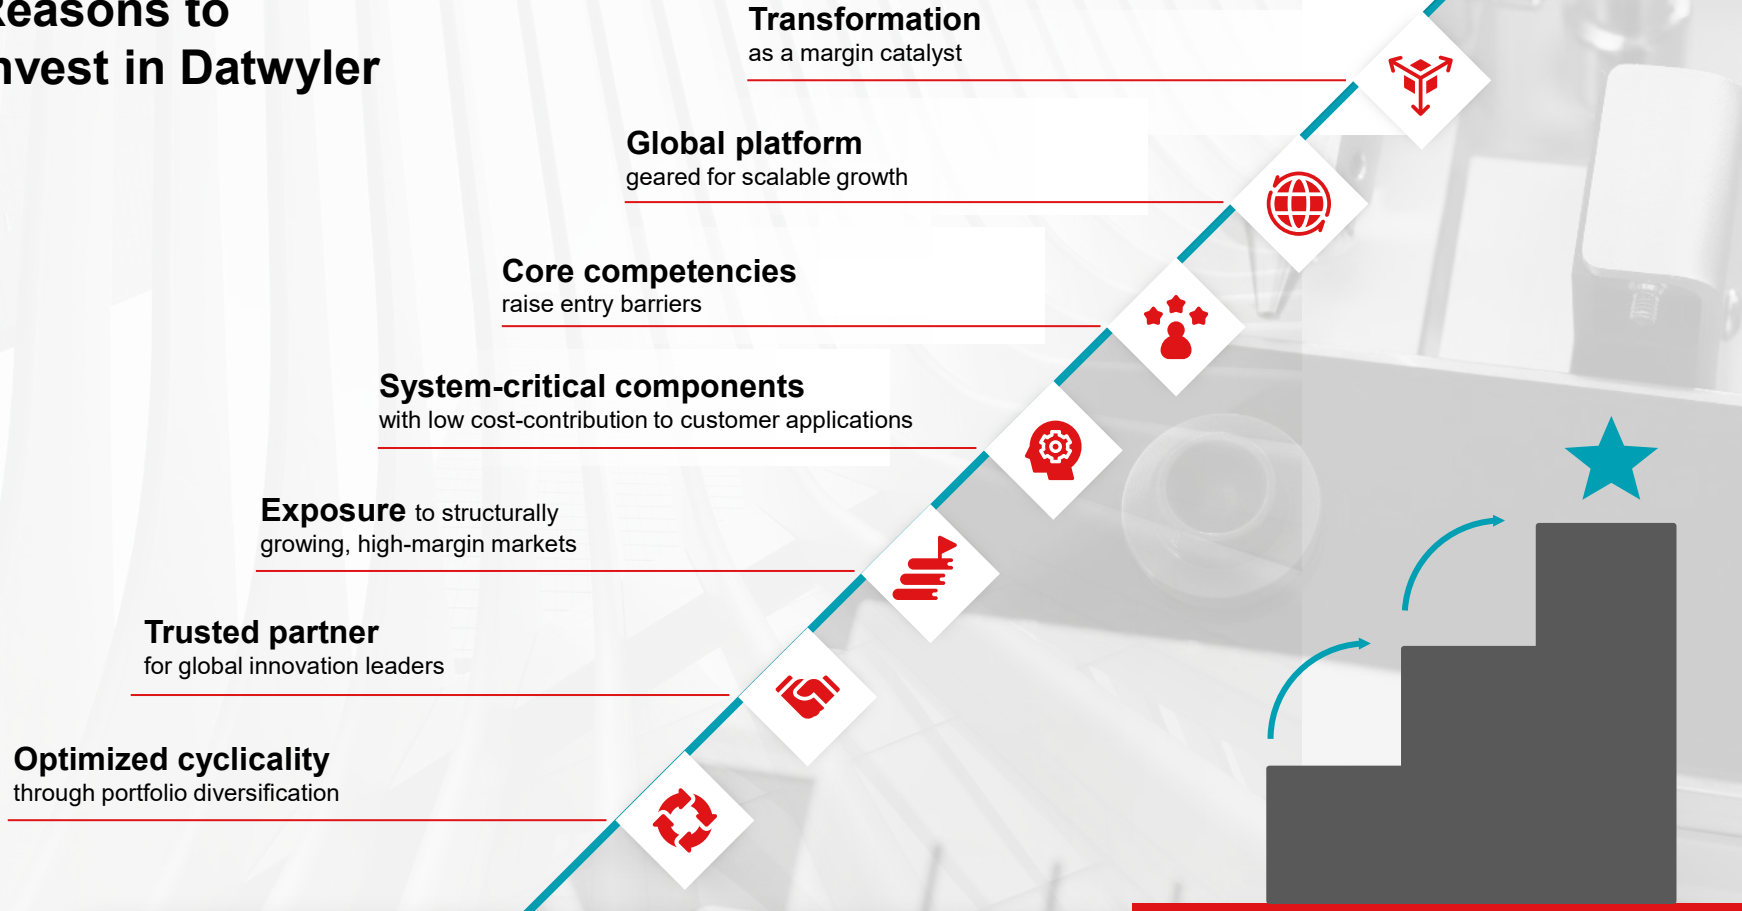 Reasons to
nvest in Datwyler
Transformation
as a margin catalyst
Global platform
geared for scalable growth
Core competencies
raise entry barriers
System-critical components
with low cost-contribution to customer applications
Exposure to structurally
growing, high-margin markets
Trusted partner
for global innovation leaders
Optimized cyclicality
through portfolio diversification